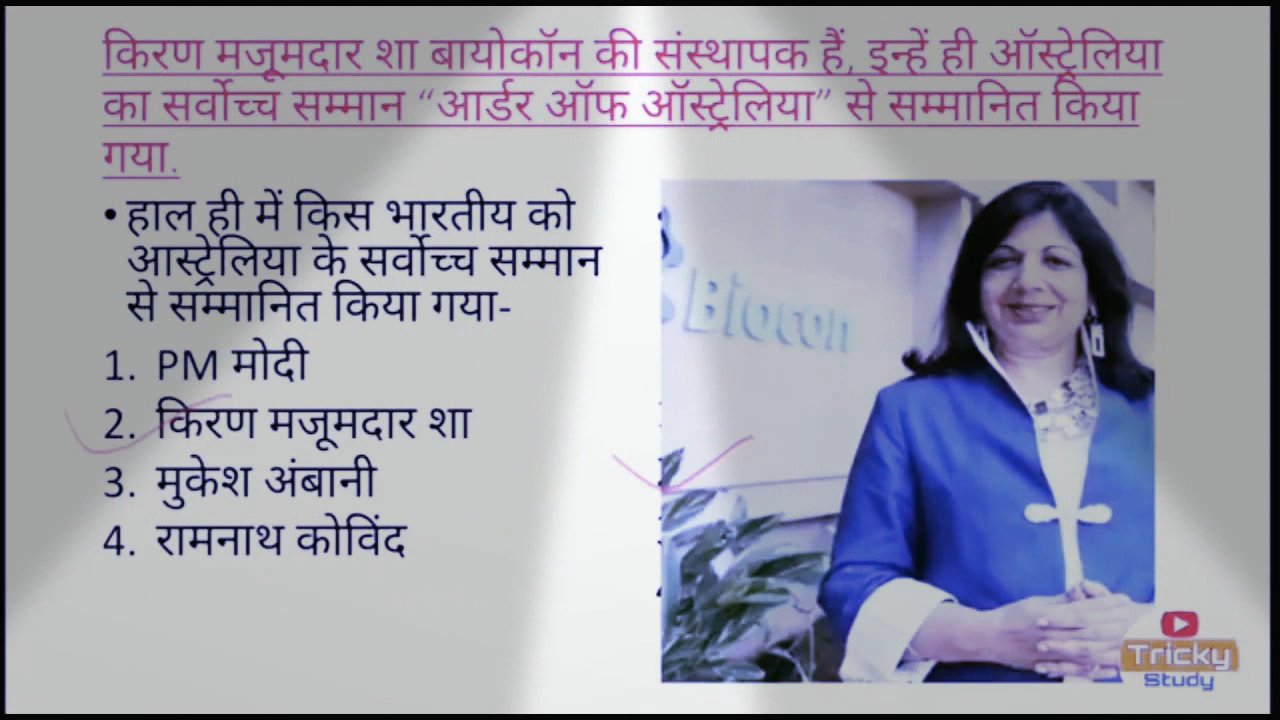 किरण मजूमदार शा बायोकॉन की संस्थापक हैं, इन्हें ही ऑस्ट्रेलिया
का सर्वोच्च सम्मान “आर्डर ऑफ ऑस्ट्रेलिया” से सम्मानित किया
गया.
• हाल ही में किस भारतीय को
आस्ट्रेलिया के सर्वोच्च सम्मान
से सम्मानित किया गया-
1. PM मोदी
2. किरण मजूमदार शा
3. मुकेश अंबानी
4. रामनाथ कोविंद
Biocon
Tricky
Study